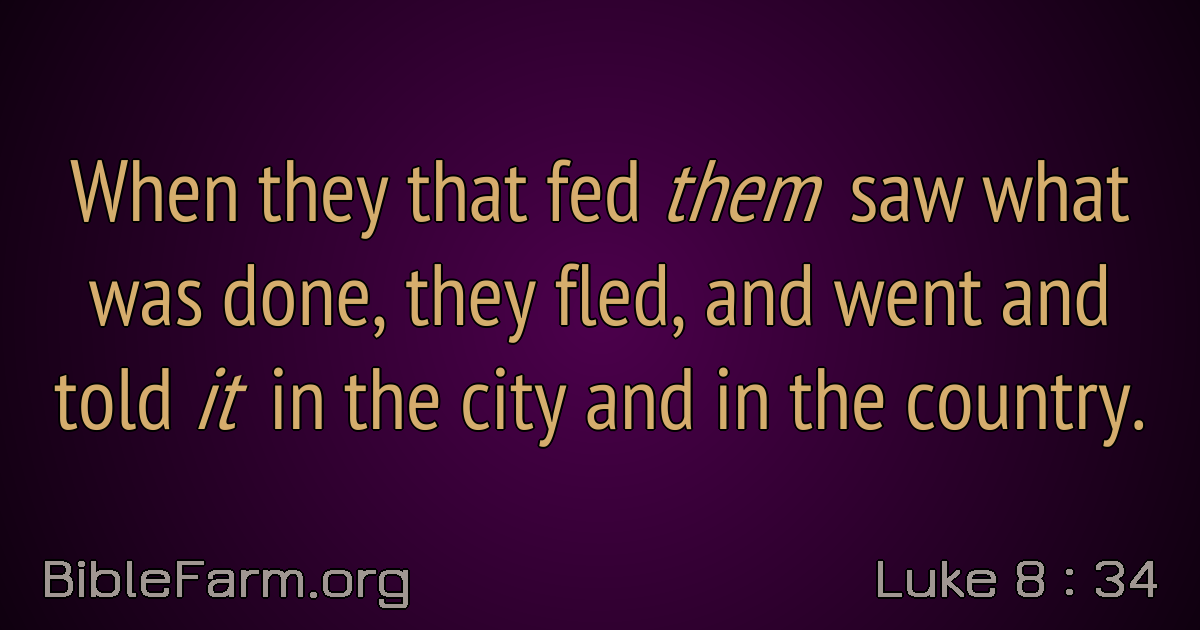 When they that fed them saw what
was done, they fled, and went and
told it in the city and in the country.
BibleFarm.org
Luke 8 : 34